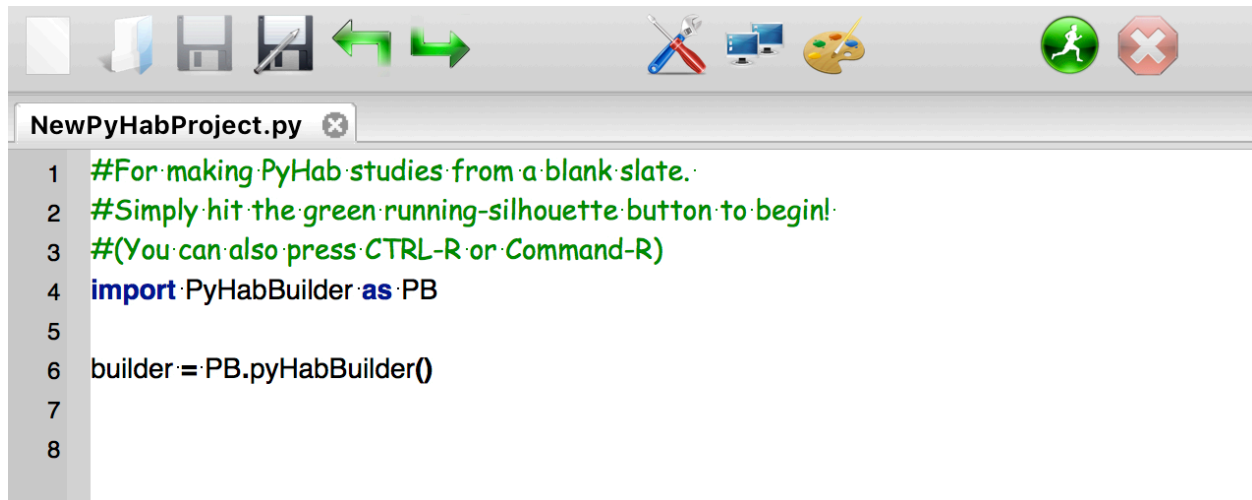 NewPyHabProject.py
1 #For making PyHab studies from a blank slate.
2 #Simply hit the green running-silhouette button to begin!
3 #(You can also press CTRL-R or Command-R)
4 import PyHabBuilder as PB
5
6 builder = PB.pyHabBuilder()
7
8